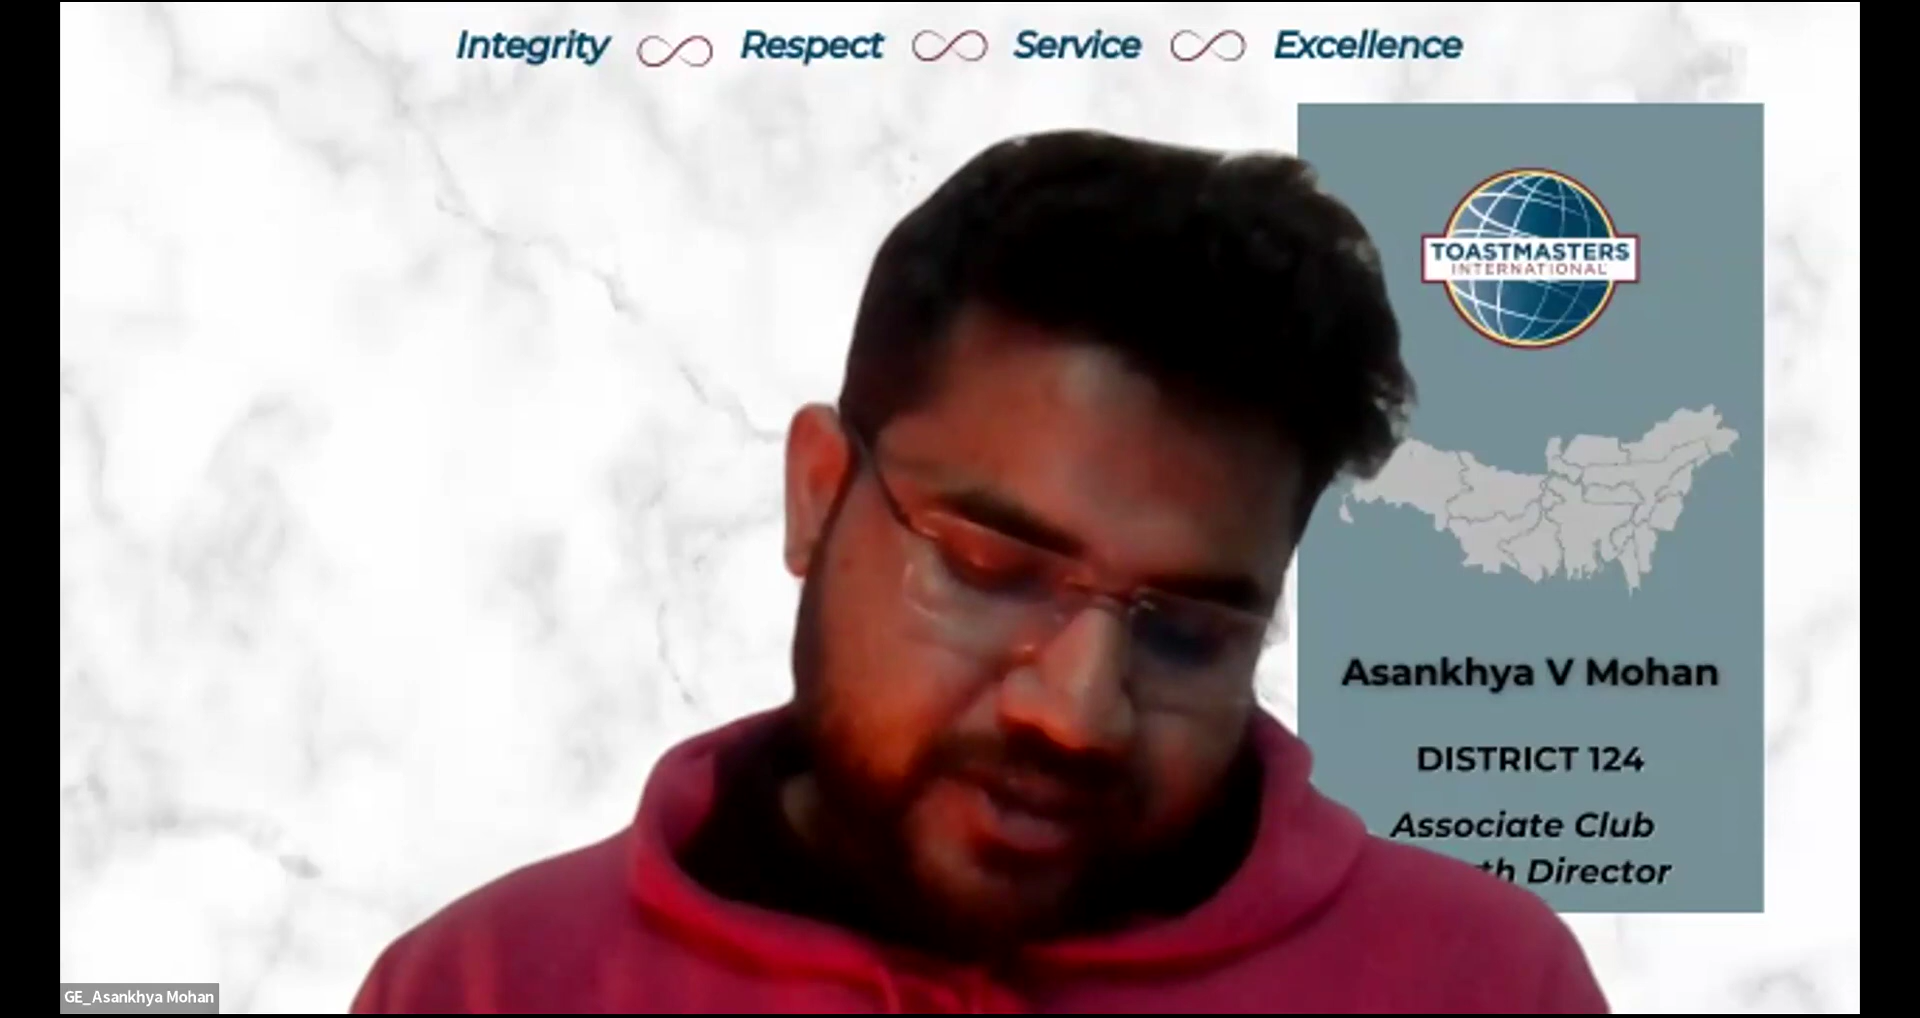 Integrity Respect Service Excellence
TOASTMASTERS
INTERNATIONAL
Asankhya V Mohan
DISTRICT 124
Associate Club
Director
GE_Asankhya Mohan